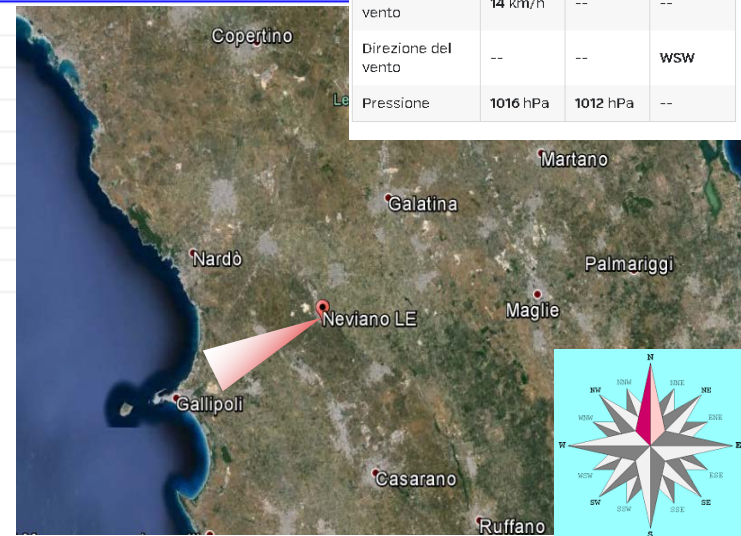 vento 14 km/h -- --
Direzione del
vento -- -- WSW
Pressione 1016 hPa 1012 hPa --
Copertino
Le
Martano
Galatina
Nardò
Palmariggi
Neviano LE
Maglie
Gallipoli
Casarano
Ruffano
N
NNW NNE
NW NE
WNW ENE
W E
WSW ESE
SW SE
SSW SSE
S